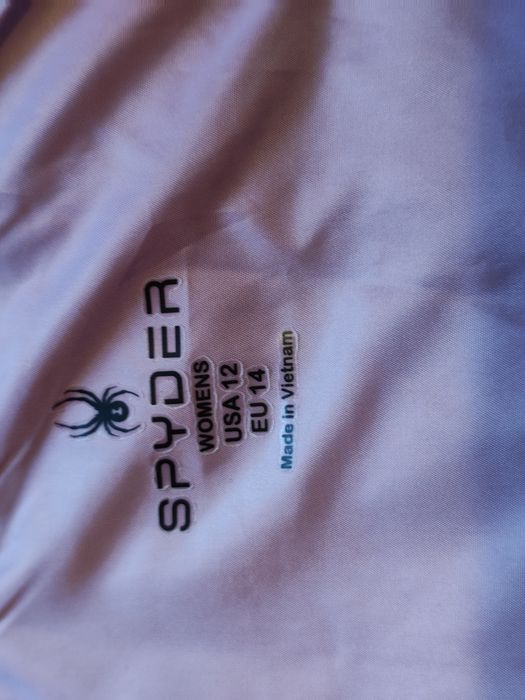 SPYDER
WOMENS
USA 12
EU 14
Made in Vietnam